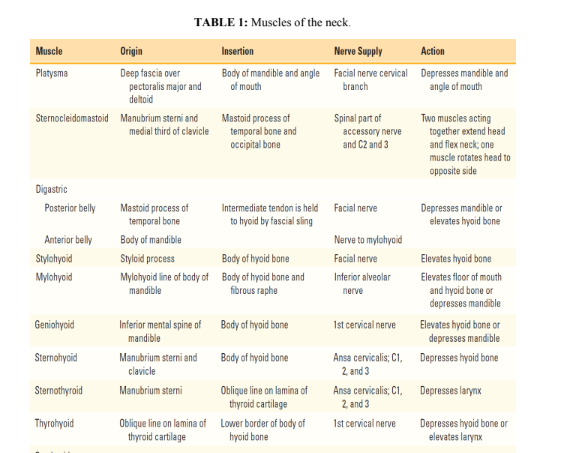 TABLE 1: Muscles of the neck.
Muscle Origin Insertion Nerve Supply Action
Platysma Deep fascia over Body of mandible and angle Facial nerve cervical Depresses mandible and
pectoralis major and of mouth branch angle of mouth
deltoid
Sternocleidomastoid Manubrium sterni and Mastoid process of Spinal part of Two muscles acting
medial third of clavicle temporal bone and accessory nerve together extend head
occipital bone and C2 and 3 and flex neck; one
muscle rotates head to
opposite side
Digastric
Posterior belly Mastoid process of Intermediate tendon is held Facial nerve Depresses mandible or
temporal bone to hyoid by fascial sling elevates hyoid bone
Anterior belly Body of mandible Nerve to mylohyoid
Stylohyoid Styloid process Body of hyoid bone Facial nerve Elevates hyoid bone
Mylohyoid Mylohyoid line of body of Body of hyoid bone and Inferior alveolar Elevates floor of mouth
mandible fibrous raphe nerve and hyoid bone or
depresses mandible
Geniohyoid Inferior mental spine of Body of hyoid bone 1st cervical nerve Elevates hyoid bone or
mandible depresses mandible
Sternohyoid Manubrium sterni and Body of hyoid bone Ansa cervicalis; C1, Depresses hyoid bone
clavicle 2, and 3
Sternothyroid Manubrium sterni Oblique line on lamina of Ansa cervicalis; C1, Depresses larynx
thyroid cartilage 2, and 3
Thyrohyoid Oblique line on lamina of Lower border of body of 1st cervical nerve Depresses hyoid bone or
thyroid cartilage hyoid bone elevates larynx